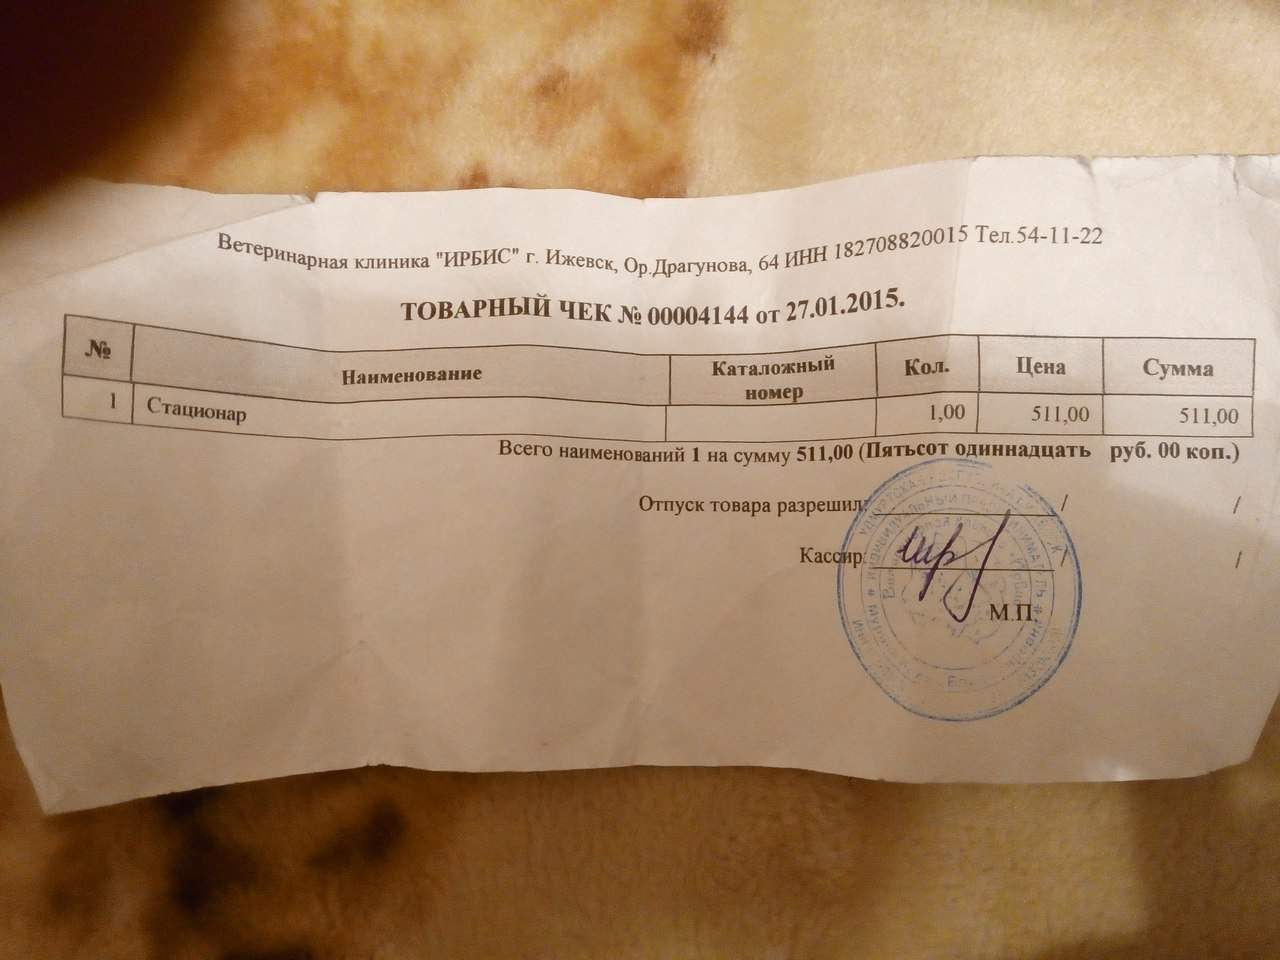 Ветеринарная клиника "ИРБИС" г. Ижевск, Ор.Драгунова, 64 ИНН 182708820015 Тел.54-11-22
ТОВАРНЫЙ ЧЕК № 00004144 от 27.01.2015.
№ Наименование Каталожный номер Кол. Цена Сумма
1 Стационар 1,00 511,00 511,00
Всего наименований 1 на сумму 511,00 (Пятьсот одиннадцать руб. 00 коп.)
Отпуск товара разрешил: / /
Кассир: / /
М.П.